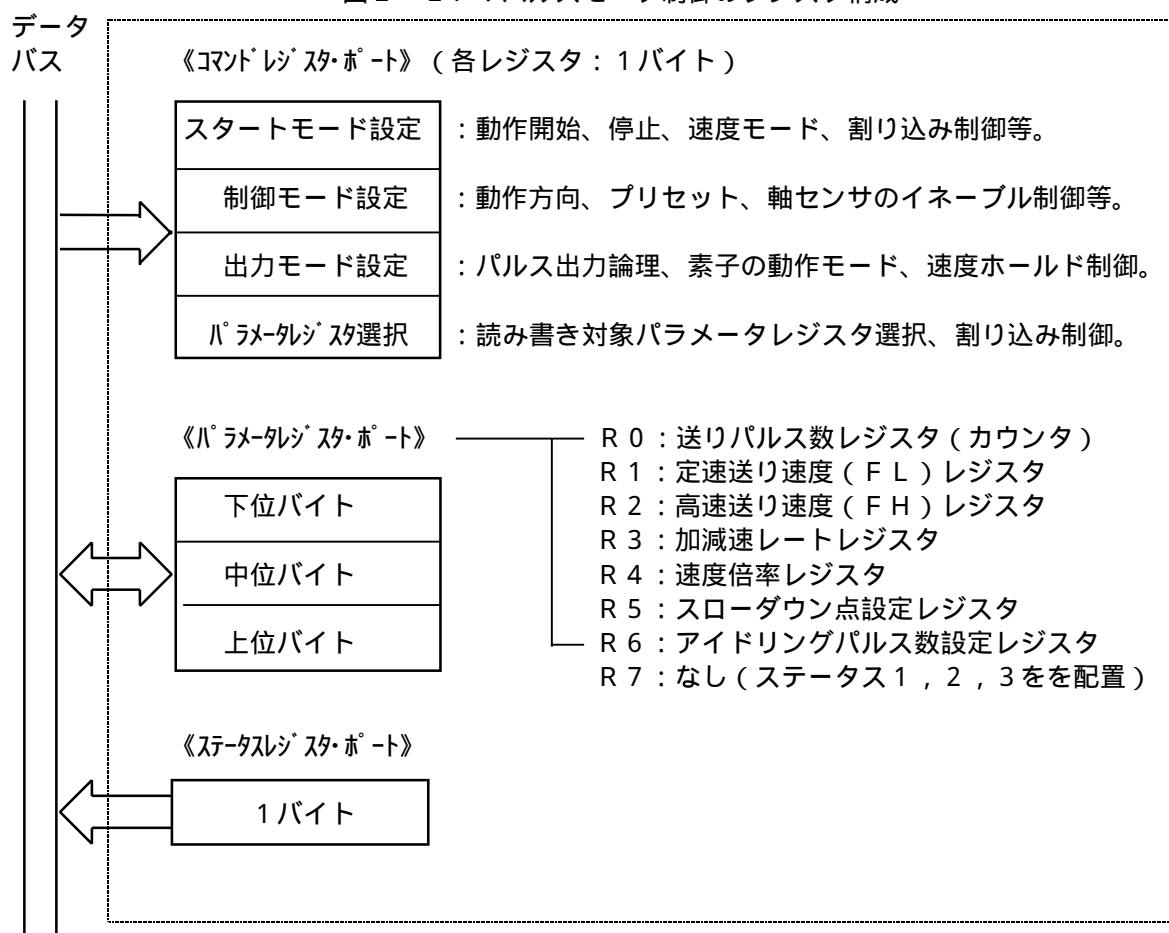 データ
バス
《ｺﾏﾝﾄﾞﾚｼﾞｽﾀ･ﾎﾟｰﾄ》（各レジスタ：１バイト）
スタートモード設定：動作開始、停止、速度モード、割り込み制御等。
制御モード設定：動作方向、プリセット、軸センサのイネーブル制御等。
出力モード設定：パルス出力論理、素子の動作モード、速度ホールド制御。
ﾊﾟﾗﾒｰﾀﾚｼﾞｽﾀ選択：読み書き対象パラメータレジスタ選択、割り込み制御。
《ﾊﾟﾗﾒｰﾀﾚｼﾞｽﾀ･ﾎﾟｰﾄ》
下位バイト
中位バイト
上位バイト
Ｒ０：送りパルス数レジスタ（カウンタ）
Ｒ１：定速送り速度（ＦＬ）レジスタ
Ｒ２：高速送り速度（ＦＨ）レジスタ
Ｒ３：加減速レートレジスタ
Ｒ４：速度倍率レジスタ
Ｒ５：スローダウン点設定レジスタ
Ｒ６：アイドリングパルス数設定レジスタ
Ｒ７：なし（ステータス１，２，３をを配置）
《ｽﾃｰﾀｽﾚｼﾞｽﾀ･ﾎﾟｰﾄ》
１バイト